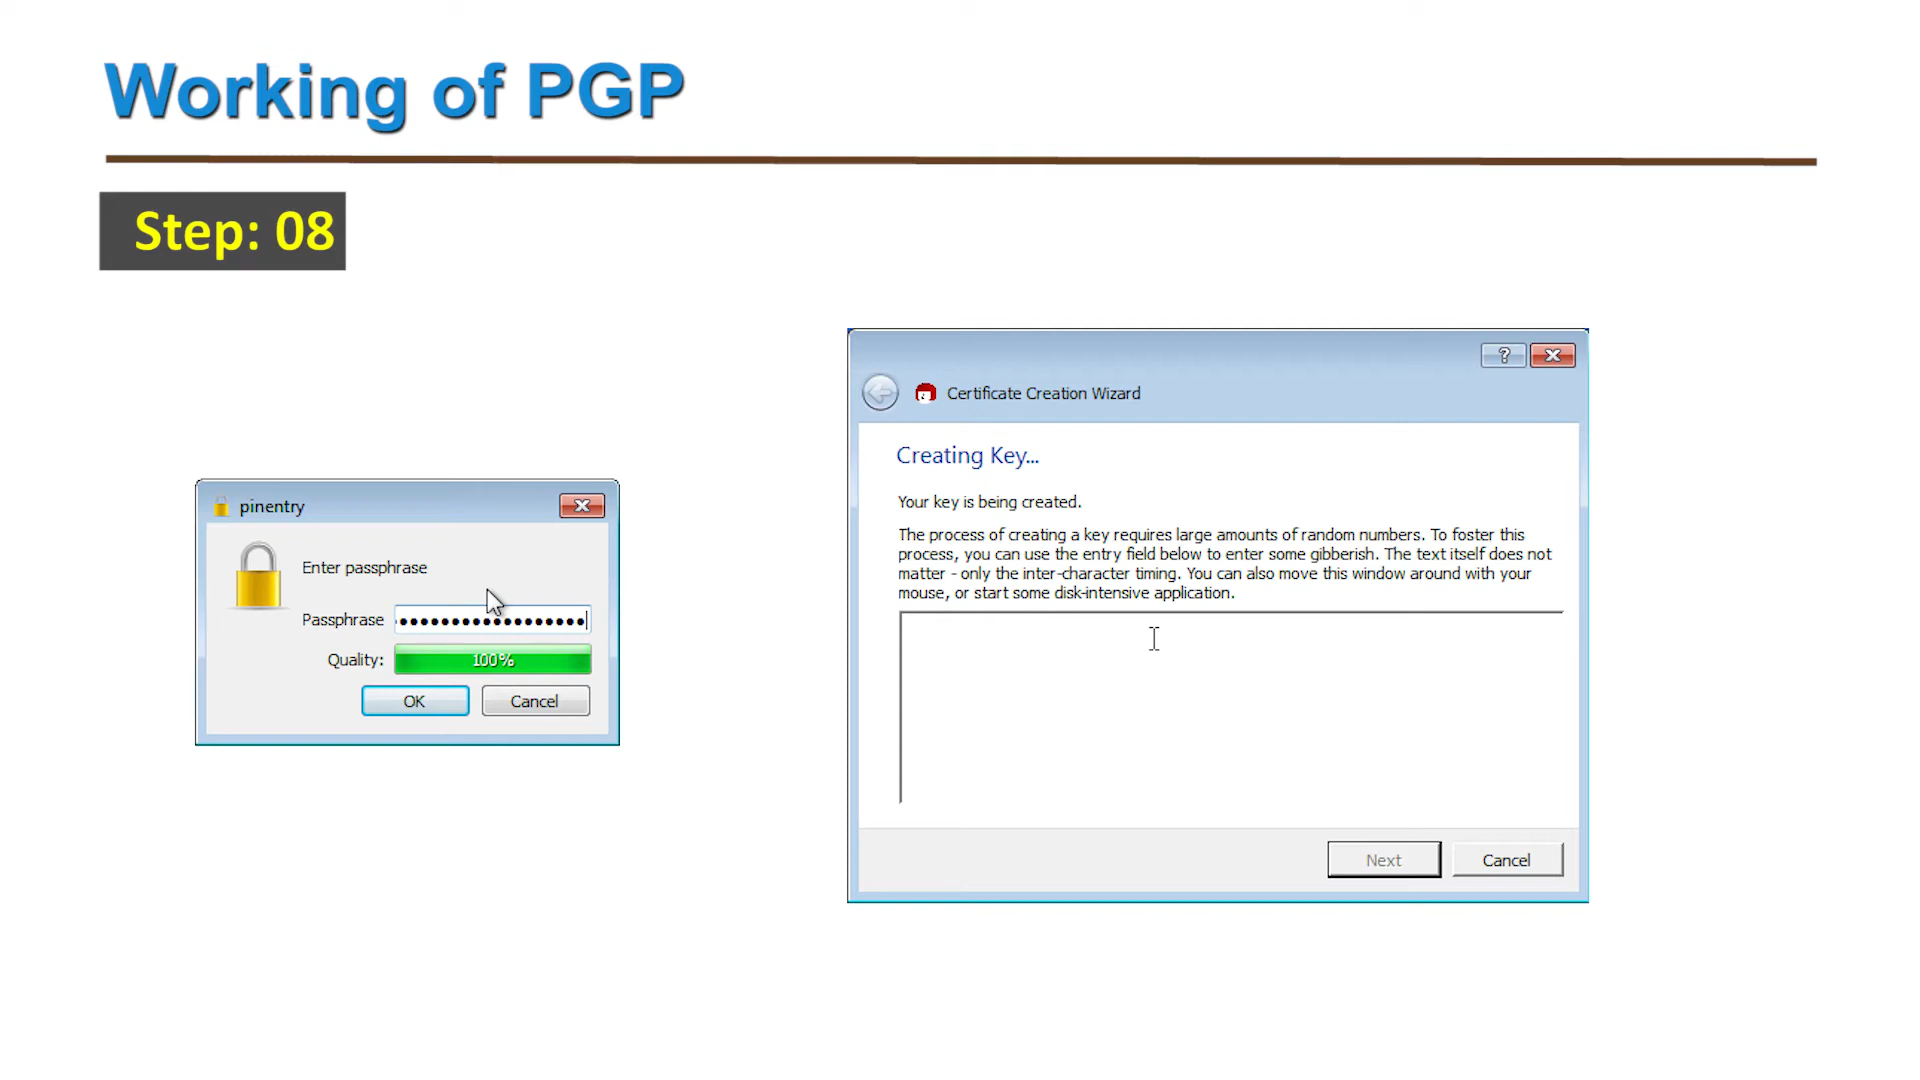 Working of PGP
Step: 08
pinentry
Enter passphrase
Passphrase
Quality:
100%
OK
Cancel
?
Certificate Creation Wizard
Creating Key...
Your key is being created.
The process of creating a key requires large amounts of random numbers. To foster this
process, you can use the entry field below to enter some gibberish. The text itself does not
matter - only the inter-character timing. You can also move this window around with your
mouse, or start some disk-intensive application.
Next
Cancel